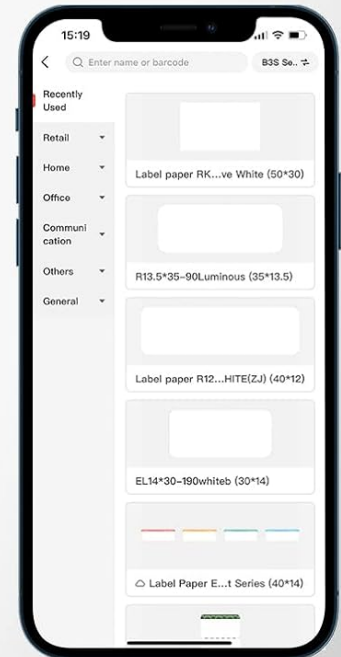 15:19
Enter name or barcode
B3S Se..
Recently
Used
Retail
Home
Office
Communi
cation
Others
General
Label paper RK...ve White (50*30)
R13.5*35-90Luminous (35*13.5)
Label paper R12...HITE(ZJ) (40*12)
EL14*30-190whiteb (30*14)
Label Paper E...t Series (40*14)